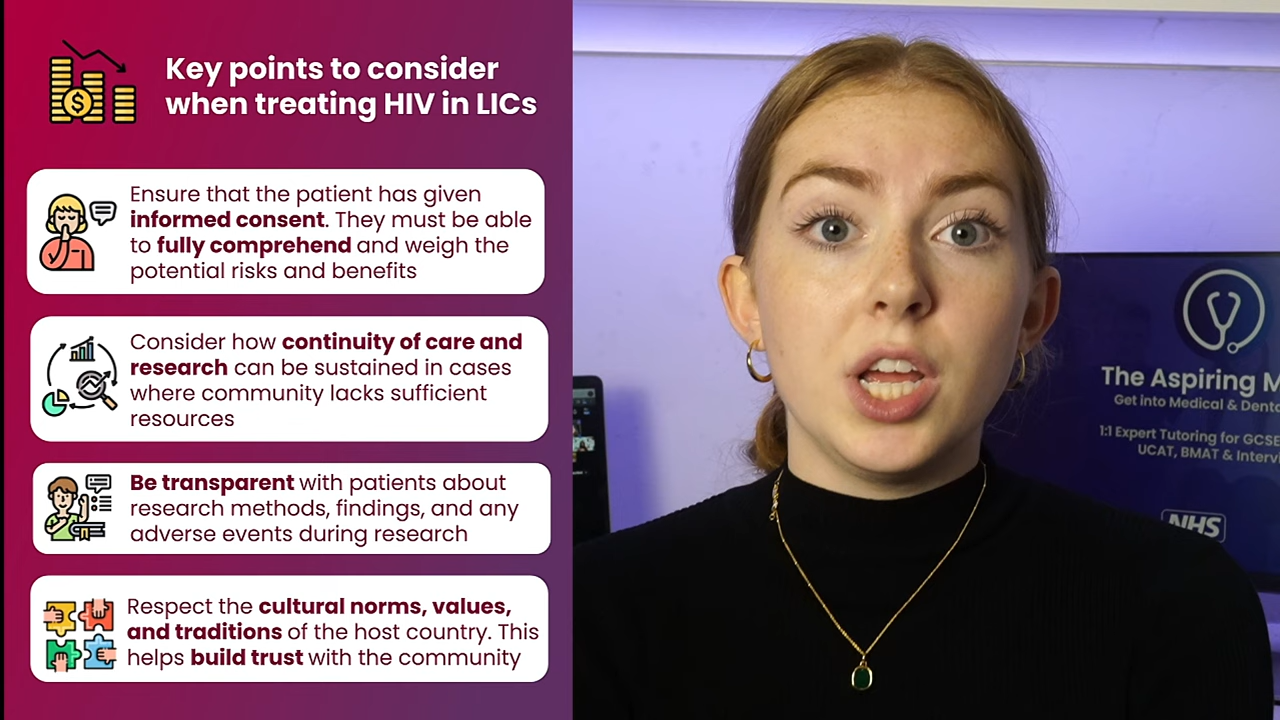 Key points to consider
when treating HIV in LICs
Ensure that the patient has given
informed consent. They must be able
to fully comprehend and weigh the
potential risks and benefits
Consider how continuity of care and
research can be sustained in cases
where community lacks sufficient
resources
Be transparent with patients about
research methods, findings, and any
adverse events during research
Respect the cultural norms, values,
and traditions of the host country. This
helps build trust with the community
The Aspiring M
Get into Medical & Dent
1:1 Expert Tutoring for GCSE
UCAT, BMAT & Interv
NHS